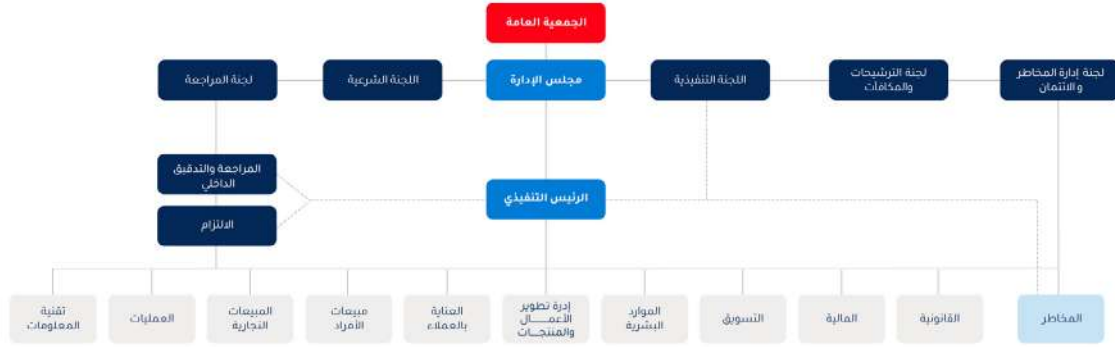 الجمعية العامة
لجنة إدارة المخاطر
والائتمان
لجنة الترشيحات
والمكافآت
اللجنة التنفيذية
مجلس الإدارة
اللجنة الشرعية
لجنة المراجعة
المراجعة والتدقيق
الداخلي
الرئيس التنفيذي
الالتزام
المخاطر
القانونية
المالية
التسويق
الموارد
البشرية
إدرة تطوير
الأعمـــــال
والمنتجـــات
العناية
بالعملاء
مبيعات
الأفراد
المبيعات
التجارية
العمليات
تقنية
المعلومات